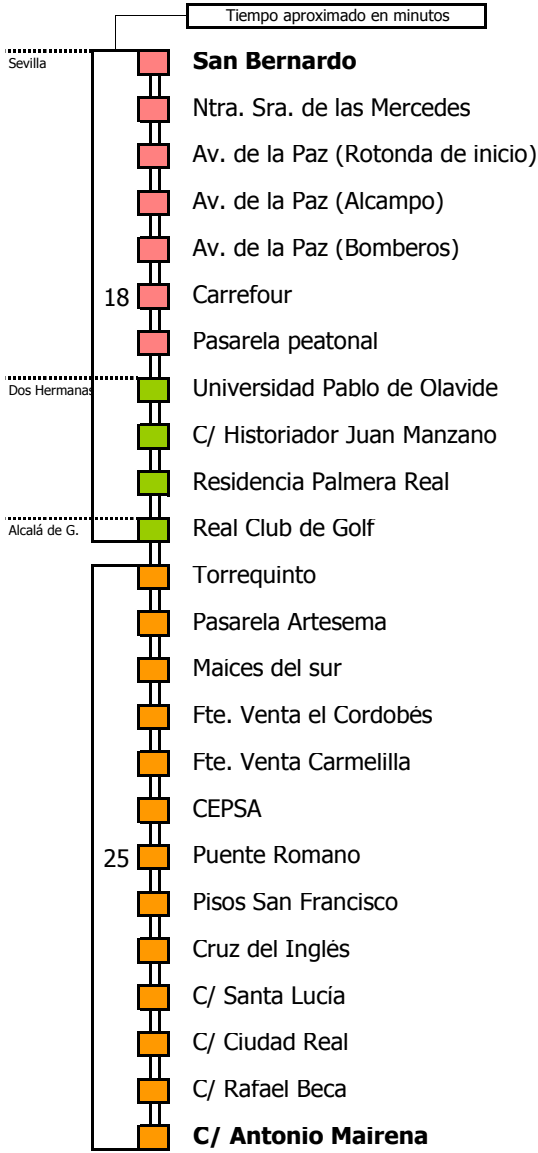 Tiempo aproximado en minutos
Sevilla
San Bernardo
Ntra. Sra. de las Mercedes
Av. de la Paz (Rotonda de inicio)
Av. de la Paz (Alcampo)
Av. de la Paz (Bomberos)
18 Carrefour
Pasarela peatonal
Dos Hermanas Universidad Pablo de Olavide
C/ Historiador Juan Manzano
Residencia Palmera Real
Alcalá de G. Real Club de Golf
Torrequinto
Pasarela Artesema
Maices del sur
Fte. Venta el Cordobés
Fte. Venta Carmelilla
CEPSA
25 Puente Romano
Pisos San Francisco
Cruz del Inglés
C/ Santa Lucía
C/ Ciudad Real
C/ Rafael Beca
C/ Antonio Mairena